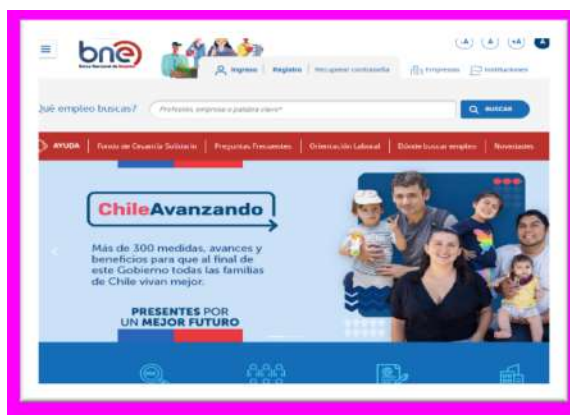 bne
Bolsa Nacional de Empleo
Ingreso | Registro | Recuperar contraseña
Empresas
Instituciones
Qué empleo buscas?
Profesión, empresa o palabra clave*
BUSCAR
AYUDA | Fondo de Cesantía Solidario | Preguntas Frecuentes | Orientación Laboral | Dónde buscar empleo | Novedades
ChileAvanzando
Más de 300 medidas, avances y
beneficios para que al final de
este Gobierno todas las familias
de Chile vivan mejor.
PRESENTES POR
UN MEJOR FUTURO